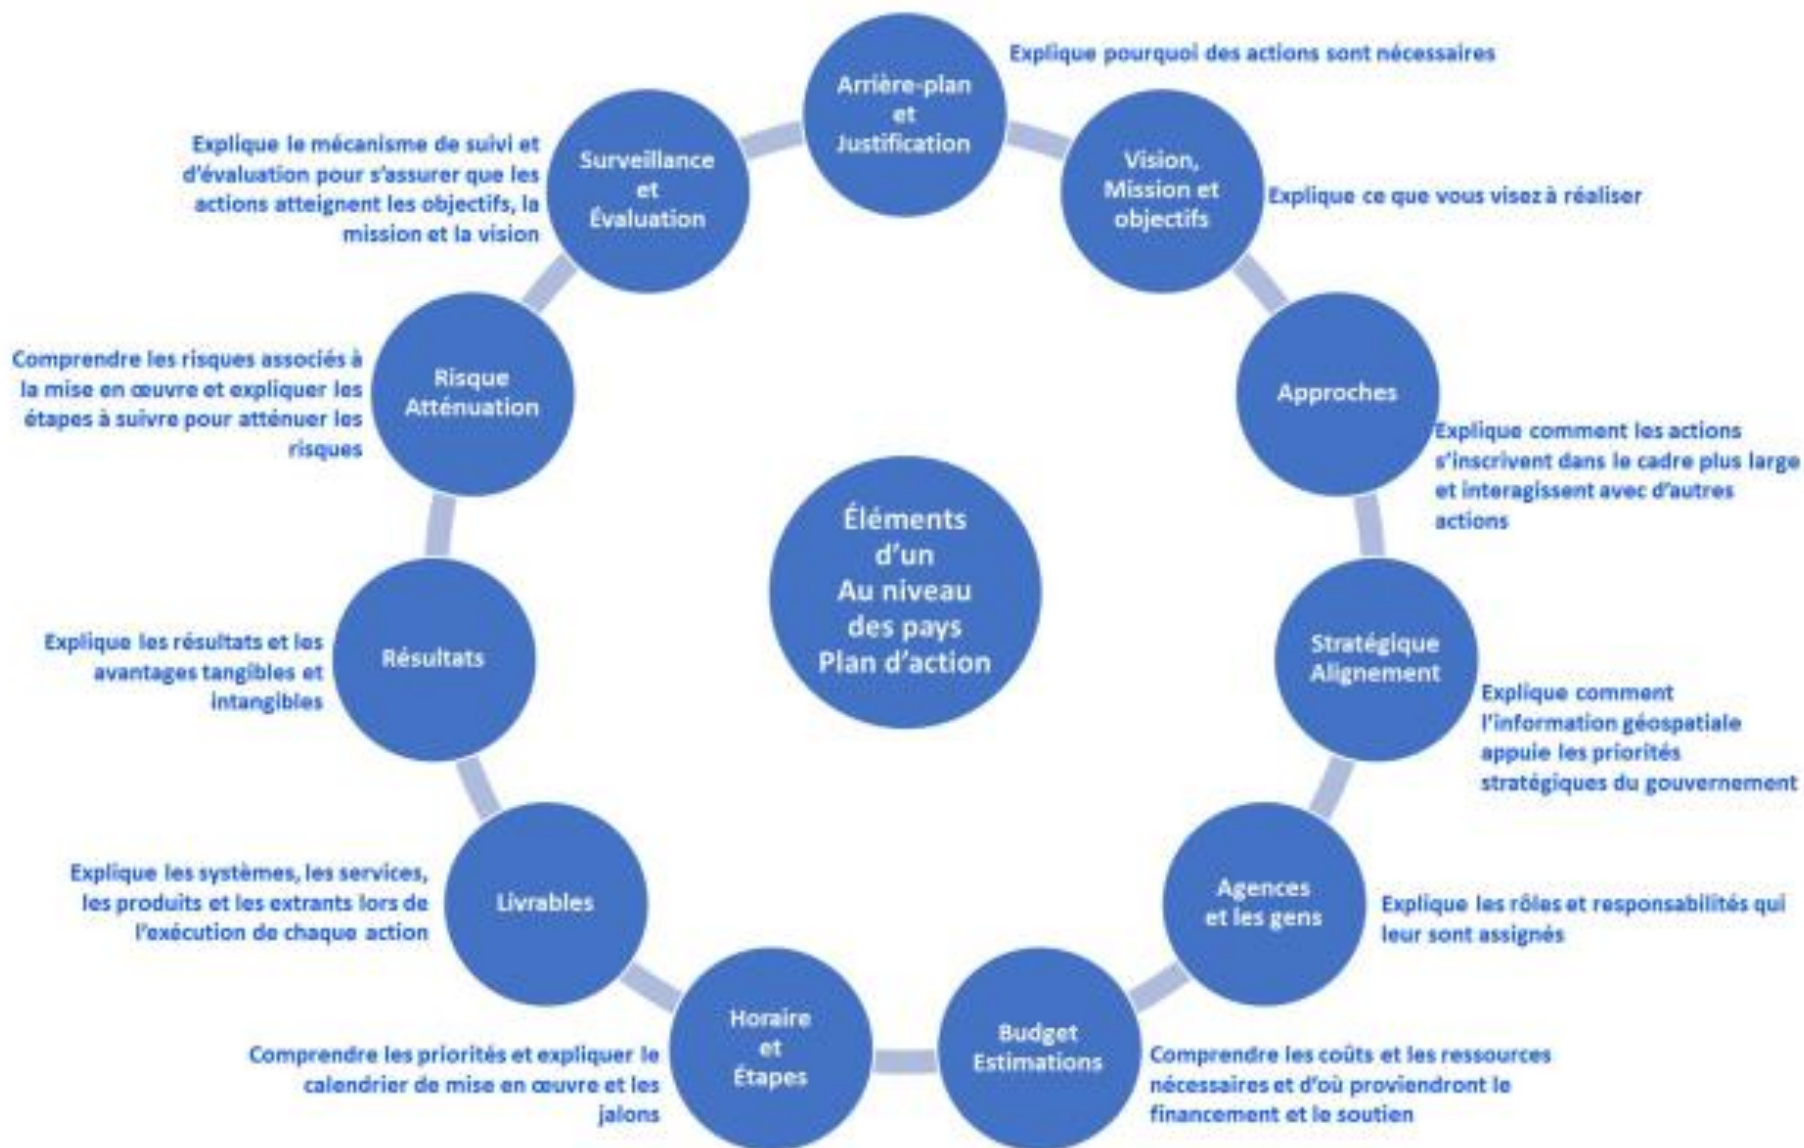 Arrière-plan
et
Justification
Explique pourquoi des actions sont nécessaires
Vision,
Mission et
objectifs
Explique ce que vous visez à réaliser
Approches
Explique comment les actions
s'inscrivent dans le cadre plus large
et interagissent avec d'autres
actions
Stratégique
Alignement
Explique comment
l'information géospatiale
appuie les priorités
stratégiques du gouvernement
Agences
et les gens
Explique les rôles et responsabilités qui
leur sont assignés
Budget
Estimations
Comprendre les coûts et les ressources
nécessaires et d'où proviendront le
financement et le soutien
Horaire
et
Étapes
Comprendre les priorités et expliquer le
calendrier de mise en œuvre et les
jalons
Livrables
Explique les systèmes, les services,
les produits et les extrants lors de
l'exécution de chaque action
Résultats
Explique les résultats et les
avantages tangibles et
intangibles
Risque
Atténuation
Comprendre les risques associés à
la mise en œuvre et expliquer les
étapes à suivre pour atténuer les
risques
Surveillance
et
Évaluation
Explique le mécanisme de suivi et
d'évaluation pour s'assurer que les
actions atteignent les objectifs, la
mission et la vision
Éléments
d'un
Au niveau
des pays
Plan d'action